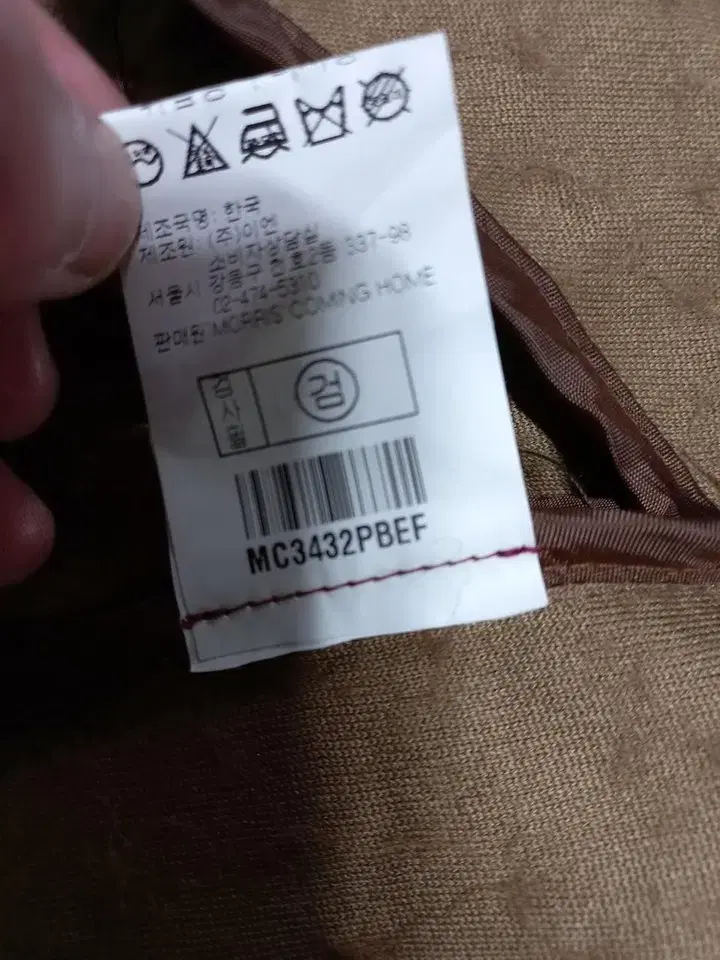 제조국명: 한국
제조원: (주)이언
소비자상담실
서울시 강동구 천호2동 337-98
02-474-5310
판매원 MORRIS COMING HOME
검사필
검
MC3432PBEF